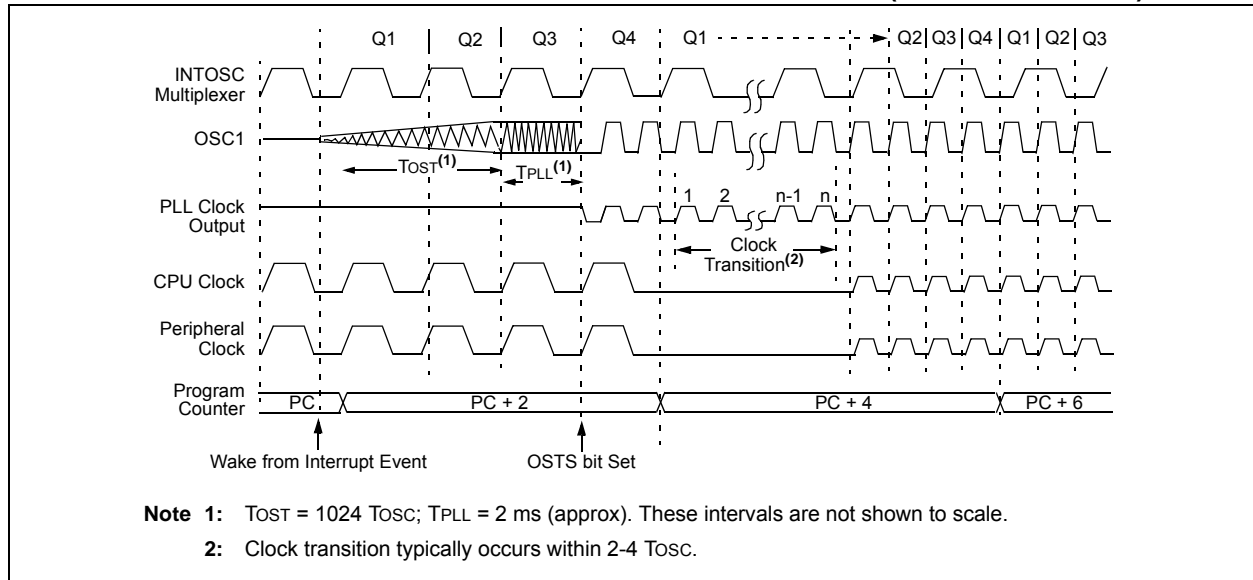 Q1 Q2 Q3 Q4 Q1 Q2 Q3 Q4 Q1 Q2 Q3
INTOSC
Multiplexer
OSC1
TOST(1)
TPLL(1)
1 2 n-1 n
PLL Clock
Output
Clock
Transition(2)
CPU Clock
Peripheral
Clock
Program
Counter
PC PC + 2 PC + 4 PC + 6
Wake from Interrupt Event OSTS bit Set
Note 1: TOST = 1024 TOSC; TPLL = 2 ms (approx). These intervals are not shown to scale.
2: Clock transition typically occurs within 2-4 TOSC.